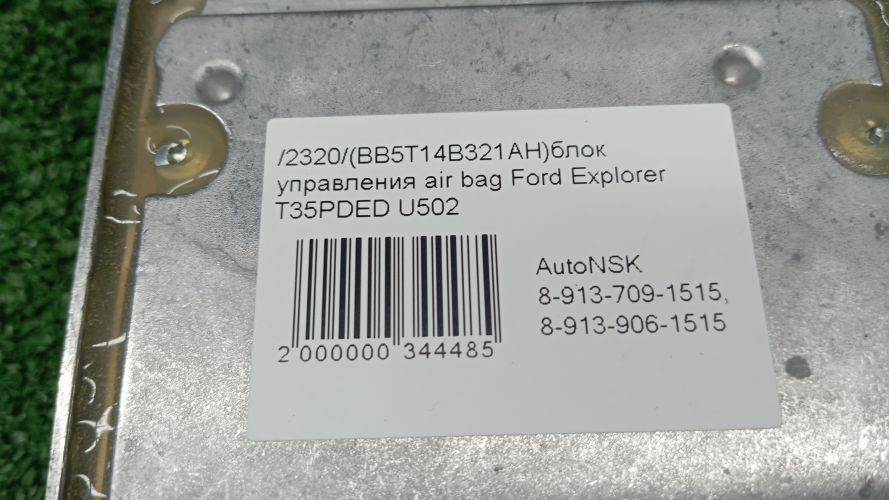 /2320/(BB5T14B321AH)блок
управления air bag Ford Explorer
T35PDED U502
AutoNSK
8-913-709-1515,
8-913-906-1515
2 000000 344485